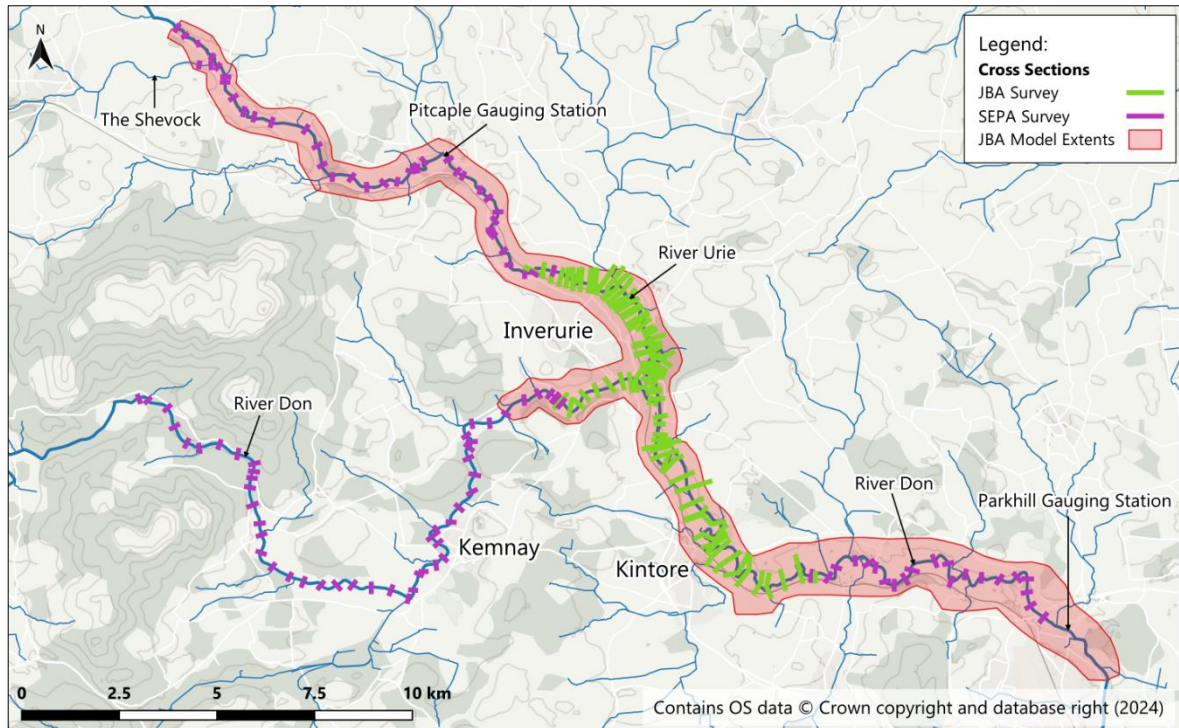 N
Legend:
Cross Sections
JBA Survey
SEPA Survey
JBA Model Extents
The Shevock
Pitcaple Gauging Station
River Urie
Inverurie
River Don
River Don
Parkhill Gauging Station
Kemnay
Kintore
0 2.5 5 7.5 10 km
Contains OS data © Crown copyright and database right (2024)